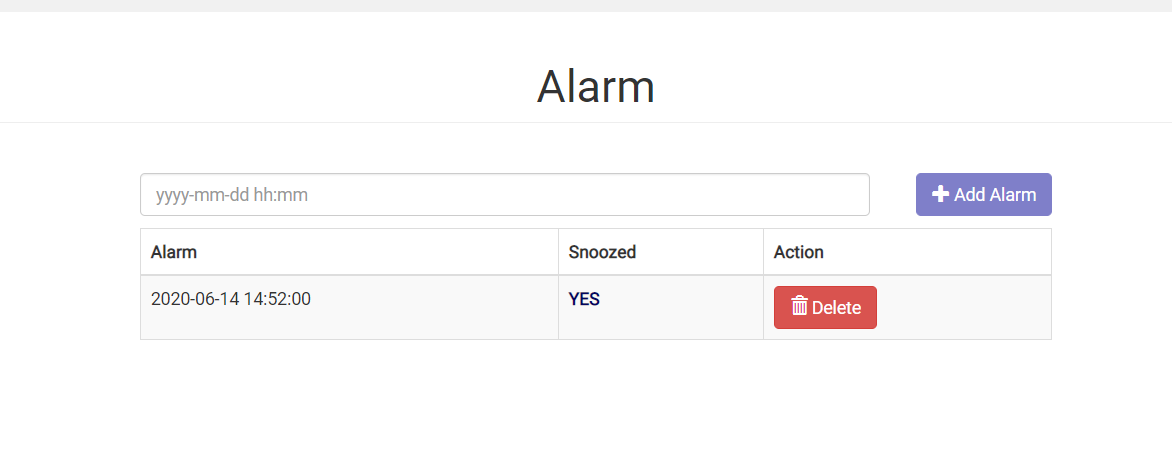 Alarm
yyyy-mm-dd hh:mm
Add Alarm
Alarm Snoozed Action
2020-06-14 14:52:00 YES Delete